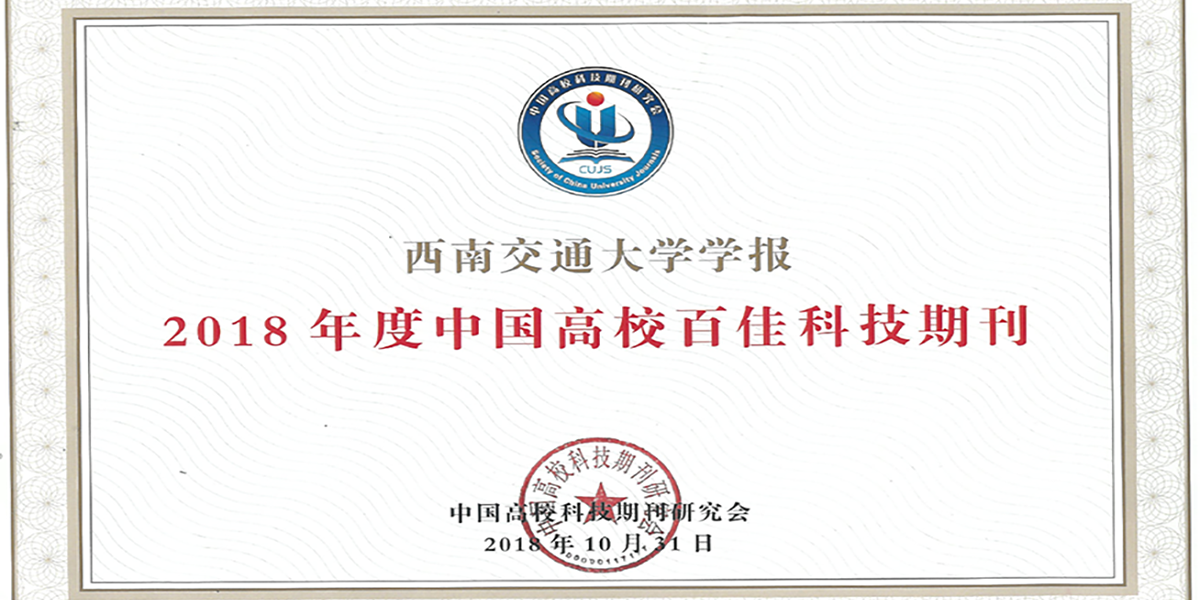 中国高校科技期刊研究会
CUJS
Society of China University Journals
西南交通大学学报
2018 年度中国高校百佳科技期刊
中国高校科技期刊研究会
中国高校科技期刊研究会
2018 年 10 月 31 日